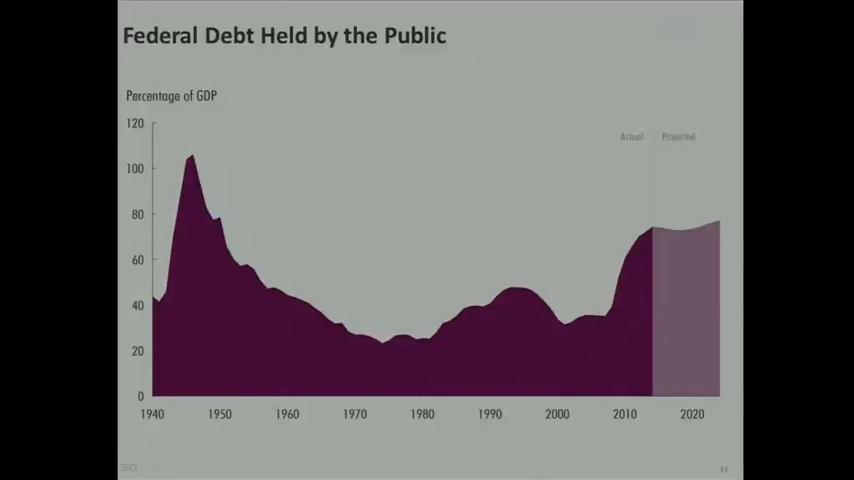 Federal Debt Held by the Public
Percentage of GDP
120
Actual Projected
100
80
60
40
20
0
1940 1950 1960 1970 1980 1990 2000 2010 2020
11